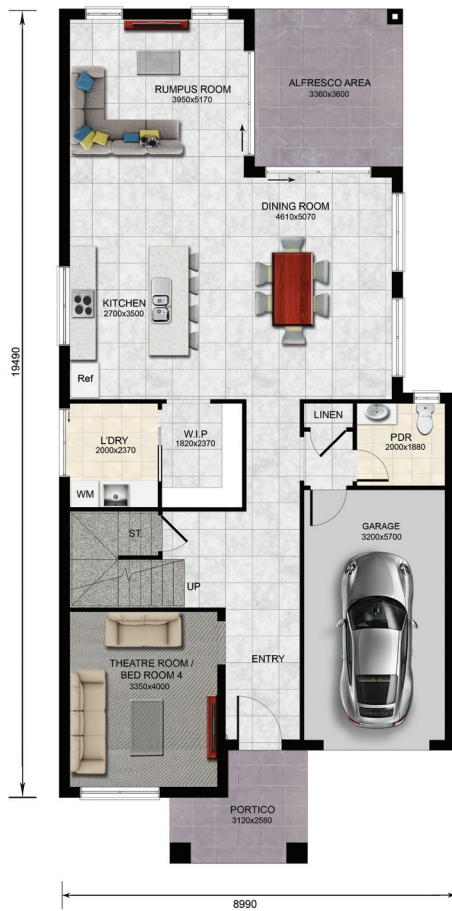 RUMPUS ROOM
3950x5170
ALFRESCO AREA
3360x3600
DINING ROOM
4610x5070
KITCHEN
2700x3500
19490
Ref
LINEN
L'DRY
2000x2370
W.I.P
1820x2370
PDR
2000x1880
WM
GARAGE
3200x5700
ST.
UP
ENTRY
THEATRE ROOM /
BED ROOM 4
3350x4000
PORTICO
3120x2580
8990